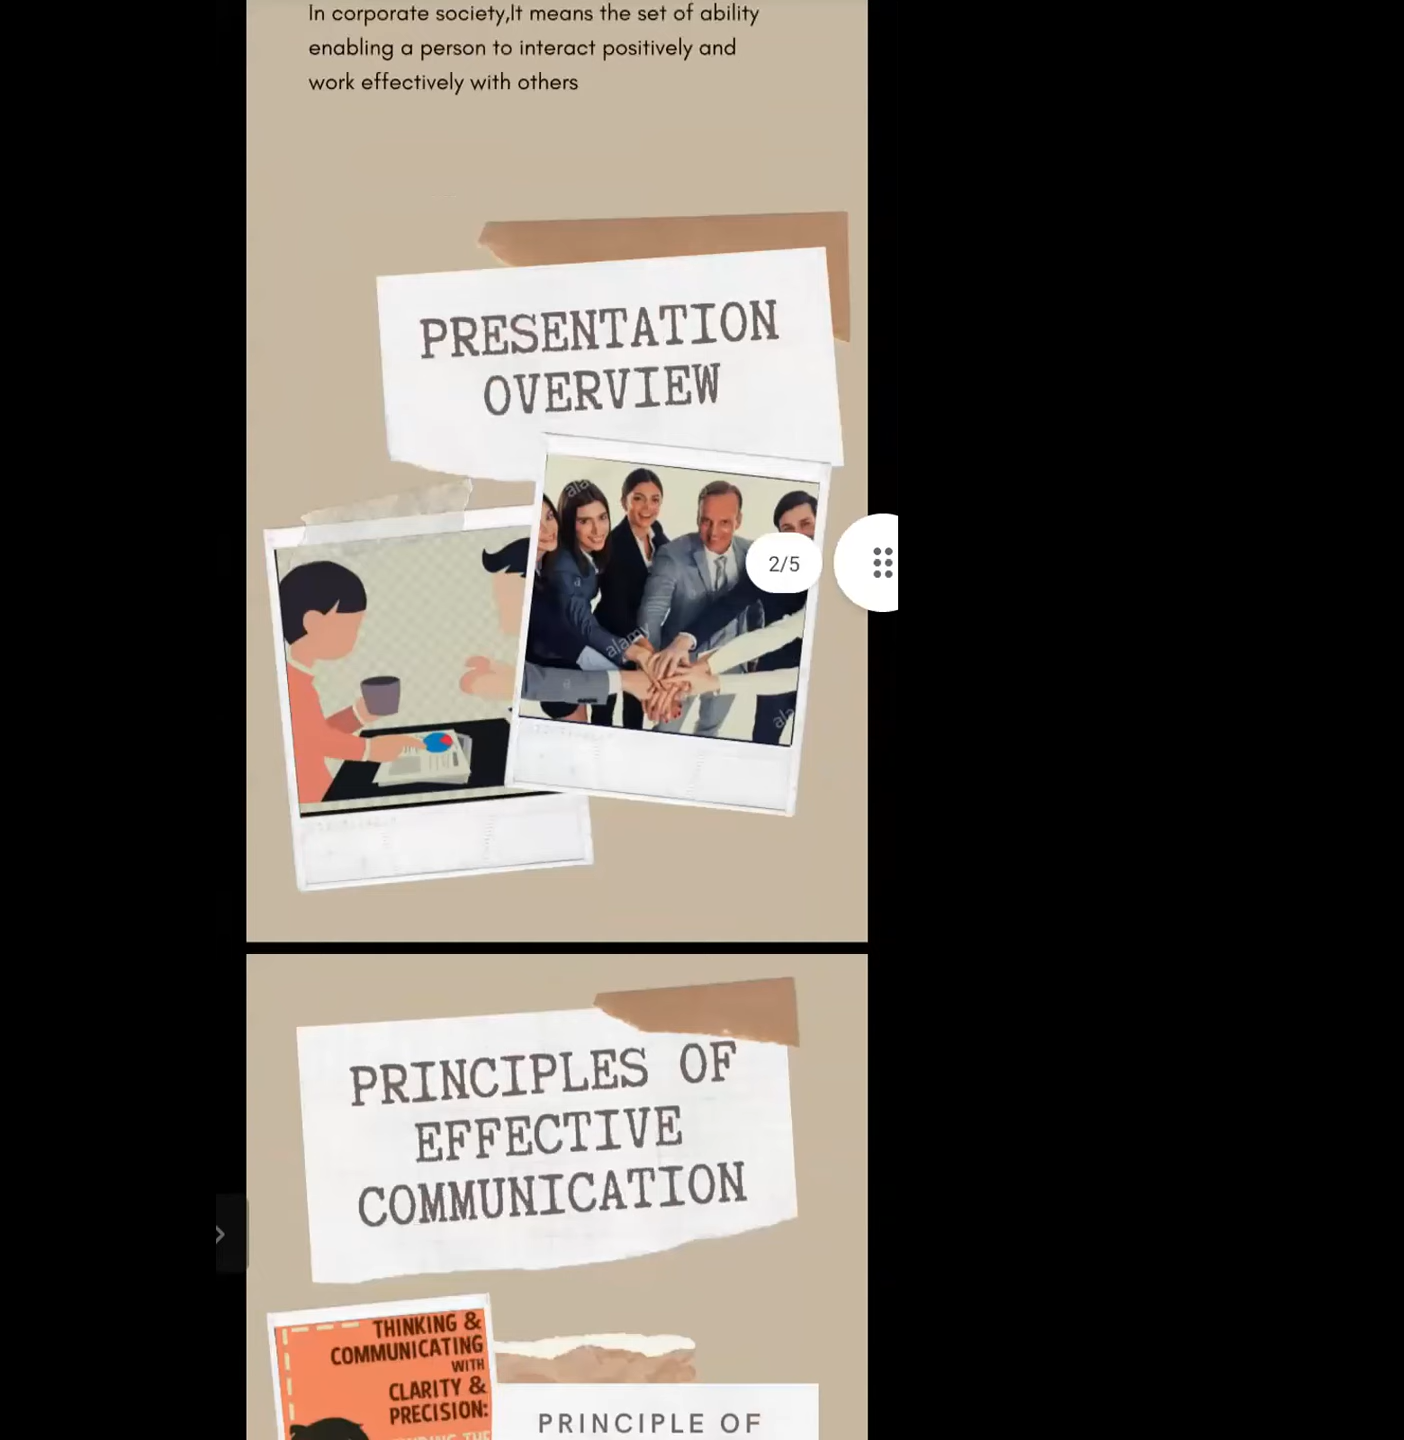 In corporate society,It means the set of ability
enabling a person to interact positively and
work effectively with others
PRESENTATION
OVERVIEW
alamy
2/5
PRINCIPLES OF
EFFECTIVE
COMMUNICATION
THINKING &
COMMUNICATING
WITH
CLARITY &
PRECISION:
PRINCIPLE OF